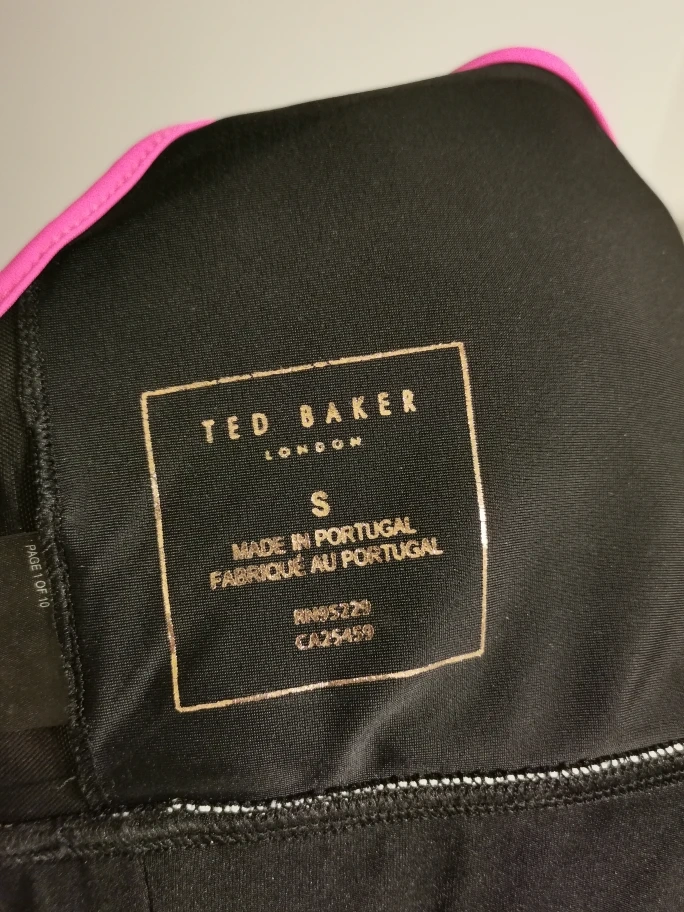 TED BAKER
LONDON
S
MADE IN PORTUGAL
FABRIQUÉ AU PORTUGAL
RN95229
CA25459
PAGE 1 OF 10